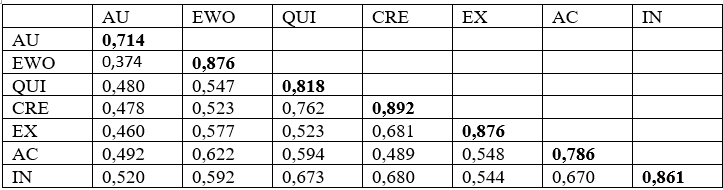 AU EWO QUI CRE EX AC IN
AU 0,714
EWO 0,374 0,876
QUI 0,480 0,547 0,818
CRE 0,478 0,523 0,762 0,892
EX 0,460 0,577 0,523 0,681 0,876
AC 0,492 0,622 0,594 0,489 0,548 0,786
IN 0,520 0,592 0,673 0,680 0,544 0,670 0,861